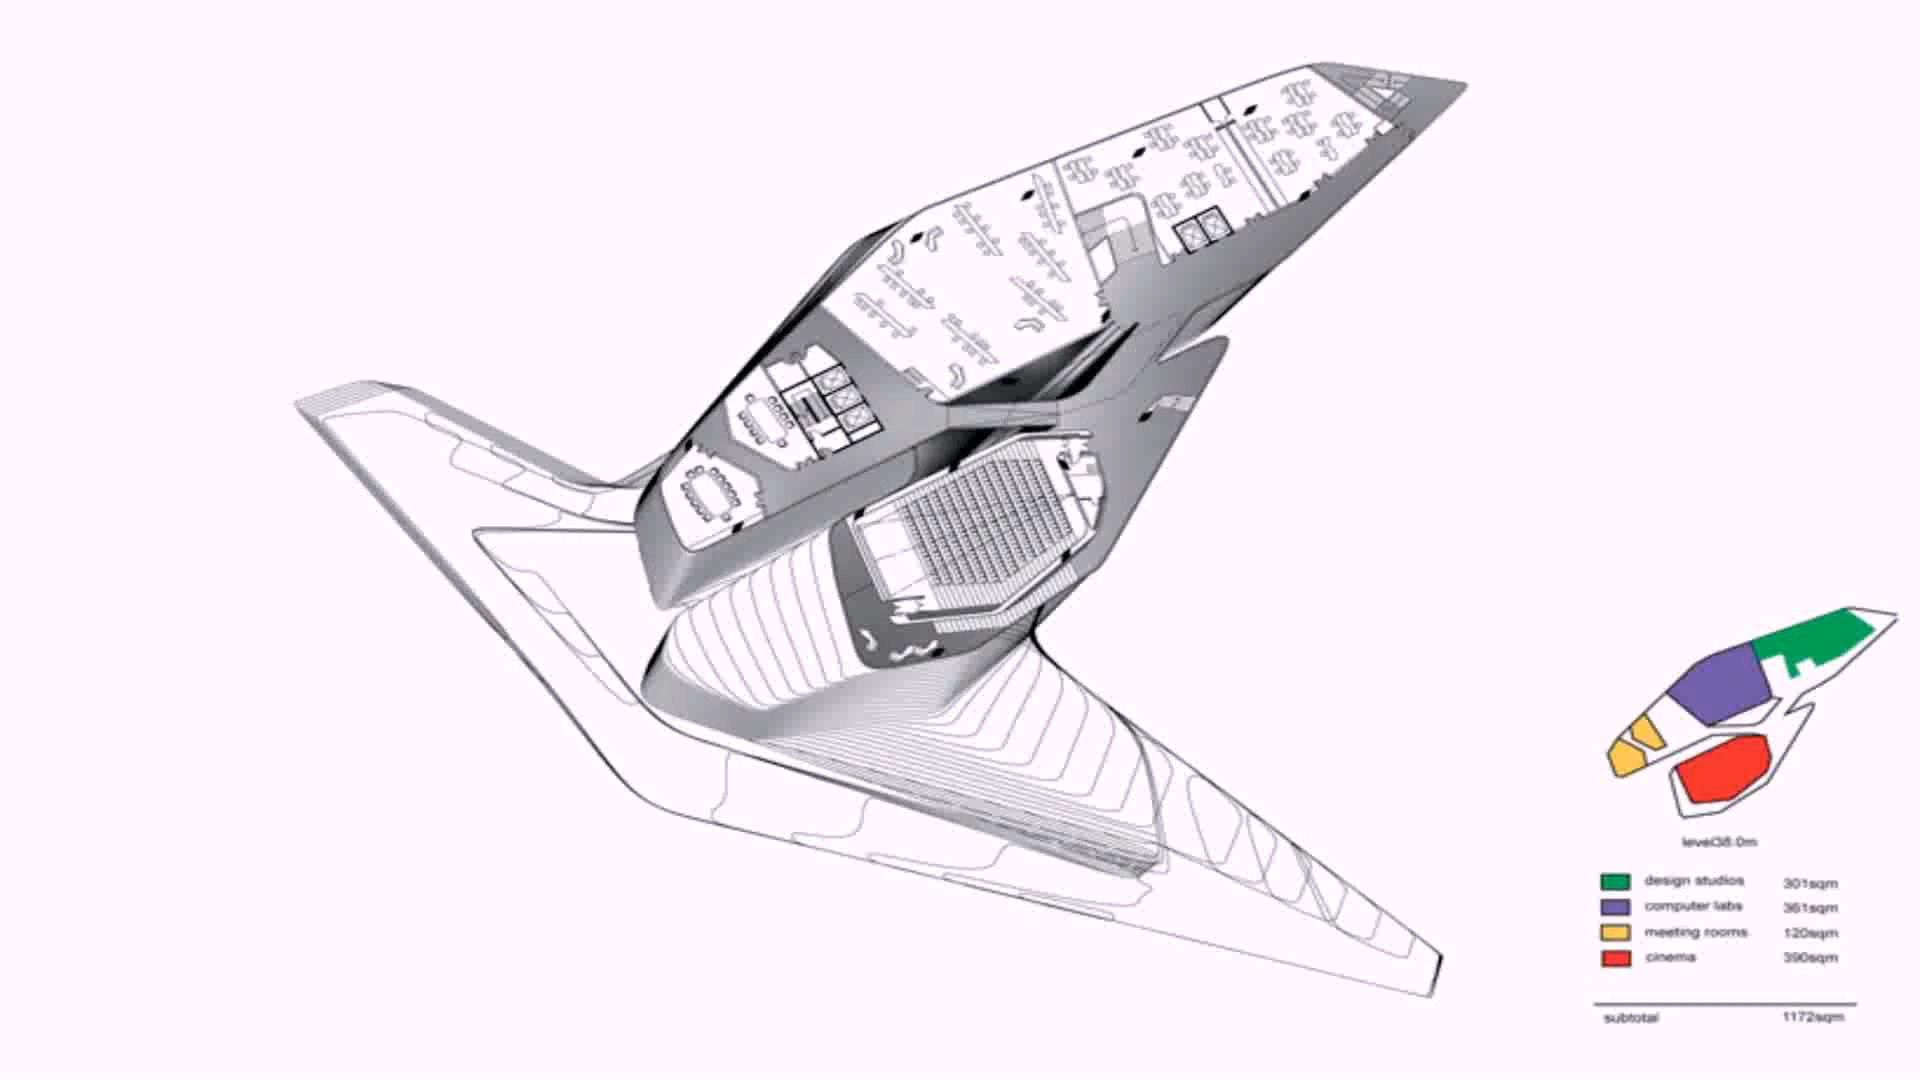 level38.0m
design studios 301sqm
computer labs 361sqm
meeting rooms 120sqm
cinema 390sqm
subtotal 1172sqm